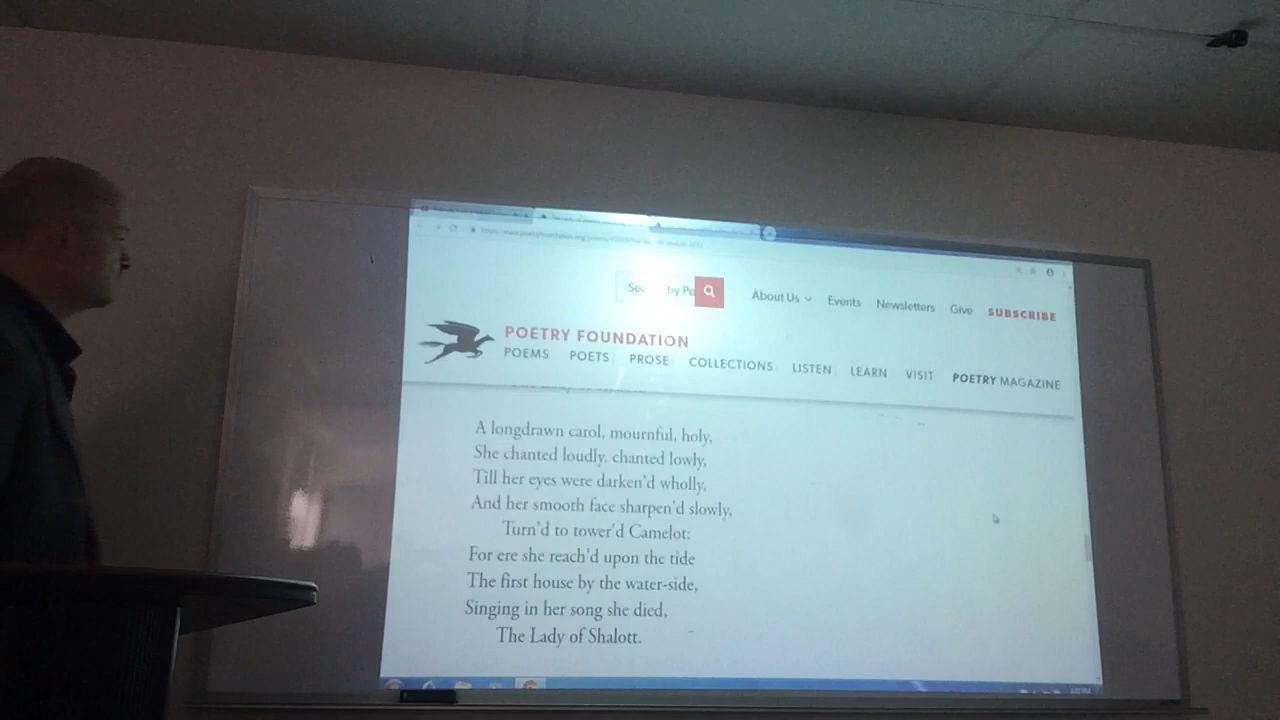 About Us
Events
Newsletters
Give
SUBSCRIBE
POETRY FOUNDATION
POEMS
POETS
PROSE
COLLECTIONS
LISTEN
LEARN
VISIT
POETRY MAGAZINE
A longdrawn carol, mournful, holy,
She chanted loudly, chanted lowly,
Till her eyes were darken'd wholly,
And her smooth face sharpen'd slowly,
Turn'd to tower'd Camelot:
For ere she reach'd upon the tide
The first house by the water-side,
Singing in her song she died,
The Lady of Shalott.